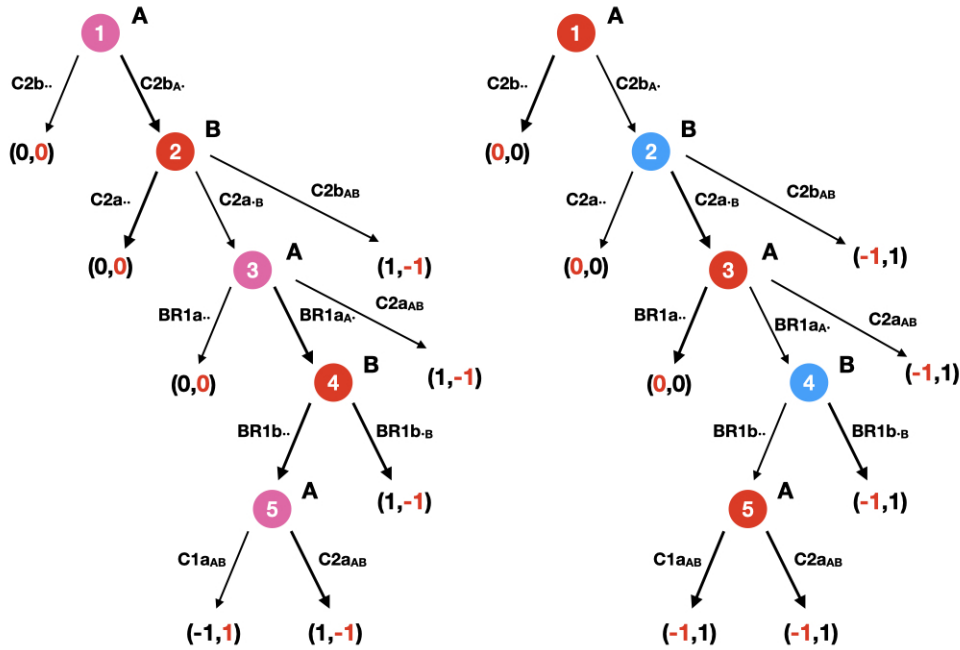 1 A
C2b.. C2bA.
(0,0) 2 B
C2a.. C2a.B C2bAB
(0,0) 3 A (1,-1)
BR1a.. BR1aA. C2aAB
(0,0) 4 B (1,-1)
BR1b.. BR1b.B
5 A (1,-1)
C1aAB C2aAB
(-1,1) (1,-1)
1 A
C2b.. C2bA.
(0,0) 2 B
C2a.. C2a.B C2bAB
(0,0) 3 A (-1,1)
BR1a.. BR1aA. C2aAB
(0,0) 4 B (-1,1)
BR1b.. BR1b.B
5 A (-1,1)
C1aAB C2aAB
(-1,1) (-1,1)